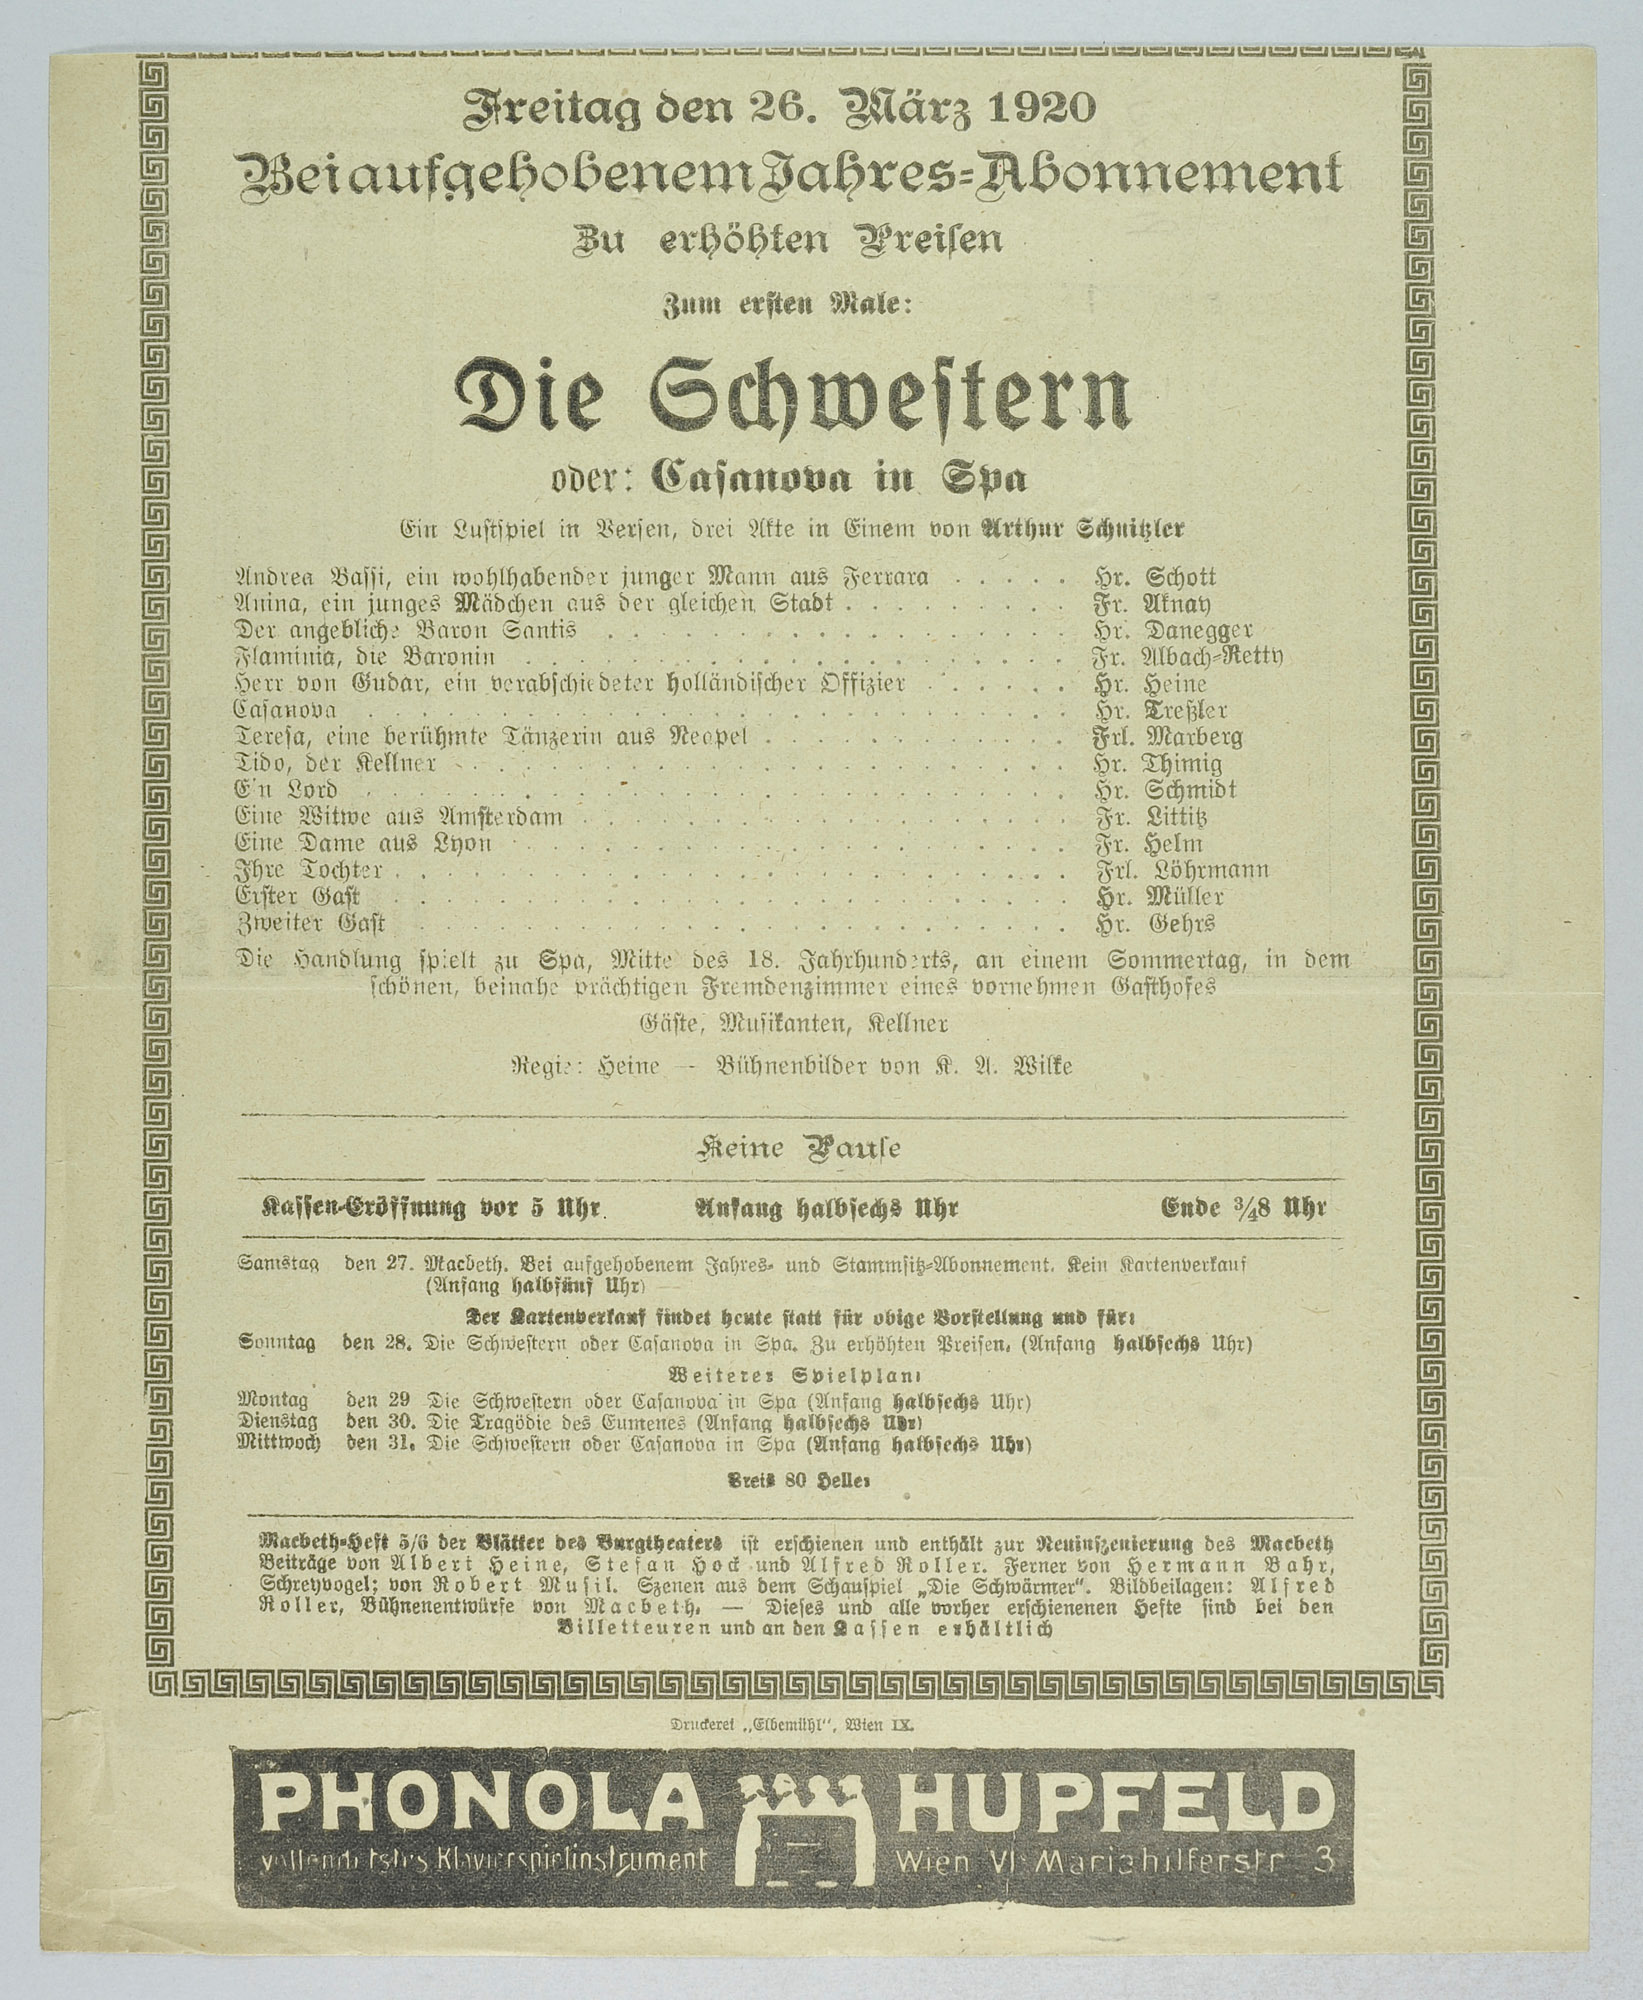 Freitag den 26. März 1920
Bei aufgehobenem Jahres-Abonnement
Zu erhöhten Preisen
Zum ersten Male:
Die Schwestern
oder: Casanova in Spa
Ein Lustspiel in Versen, drei Akte in Einem von Arthur Schnitzler
Andrea Bassi, ein wohlhabender junger Mann aus Ferrara . . . . . Hr. Schott
Anina, ein junges Mädchen aus der gleichen Stadt . . . . . . . . . Fr. Aknay
Der angebliche Baron Santis . . . . . . . . . . . . . . . . . . Hr. Danegger
Flaminia, die Baronin . . . . . . . . . . . . . . . . . . . . . Fr. Albach-Retty
Herr von Gudar, ein verabschiedeter holländischer Offizier . . . . . . Hr. Heine
Casanova . . . . . . . . . . . . . . . . . . . . . . . . . . . Hr. Treßler
Teresa, eine berühmte Tänzerin aus Neapel . . . . . . . . . . . . Frl. Marberg
Tito, der Kellner . . . . . . . . . . . . . . . . . . . . . . . Hr. Thimig
E'n Lord . . . . . . . . . . . . . . . . . . . . . . . . . . . Hr. Schmidt
Eine Witwe aus Amsterdam . . . . . . . . . . . . . . . . . . . Fr. Littitz
Eine Dame aus Lyon . . . . . . . . . . . . . . . . . . . . . . Fr. Helm
Ihre Tochter . . . . . . . . . . . . . . . . . . . . . . . . . Frl. Löhrmann
Erster Gast . . . . . . . . . . . . . . . . . . . . . . . . . . Hr. Müller
Zweiter Gast . . . . . . . . . . . . . . . . . . . . . . . . . Hr. Gehrs
Die Handlung spielt zu Spa, Mitte des 18. Jahrhunderts, an einem Sommertag, in dem
schönen, beinahe prächtigen Fremdenzimmer eines vornehmen Gasthofes
Gäste, Musikanten, Kellner
Regie: Heine — Bühnenbilder von K. A. Wilke
Keine Pause
Kassen-Eröffnung vor 5 Uhr. Anfang halbsechs Uhr Ende 3/48 Uhr
Samstag den 27. Macbeth. Bei aufgehobenem Jahres- und Stammsitz-Abonnement. Kein Kartenverkauf
(Anfang halbfünf Uhr) —
Der Kartenverkauf findet heute statt für obige Vorstellung und für:
Sonntag den 28. Die Schwestern oder Casanova in Spa. Zu erhöhten Preisen. (Anfang halbsechs Uhr)
Weiterer Spielplan:
Montag den 29 Die Schwestern oder Casanova in Spa (Anfang halbsechs Uhr)
Dienstag den 30. Die Tragödie des Eumenes (Anfang halbsechs Uhr)
Mittwoch den 31. Die Schwestern oder Casanova in Spa (Anfang halbsechs Uhr)
Preis 80 Heller
Macbeth-Heft 5/6 der Blätter des Burgtheaters ist erschienen und enthält zur Neuinszenierung des Macbeth
Beiträge von Albert Heine, Stefan Hock und Alfred Roller. Ferner von Hermann Bahr,
Schreyvogel; von Robert Musil. Szenen aus dem Schauspiel „Die Schwärmer“. Bildbeilagen: Alfred
Roller, Bühnenentwürfe von Macbeth. — Dieses und alle vorher erschienenen Hefte sind bei den
Billetteuren und an den Kassen erhältlich
Druckerei „Elbemühl“, Wien IX.
PHONOLA HUPFELD
vollendetstes Klavierspielinstrument Wien VI. Mariahilferstr 3